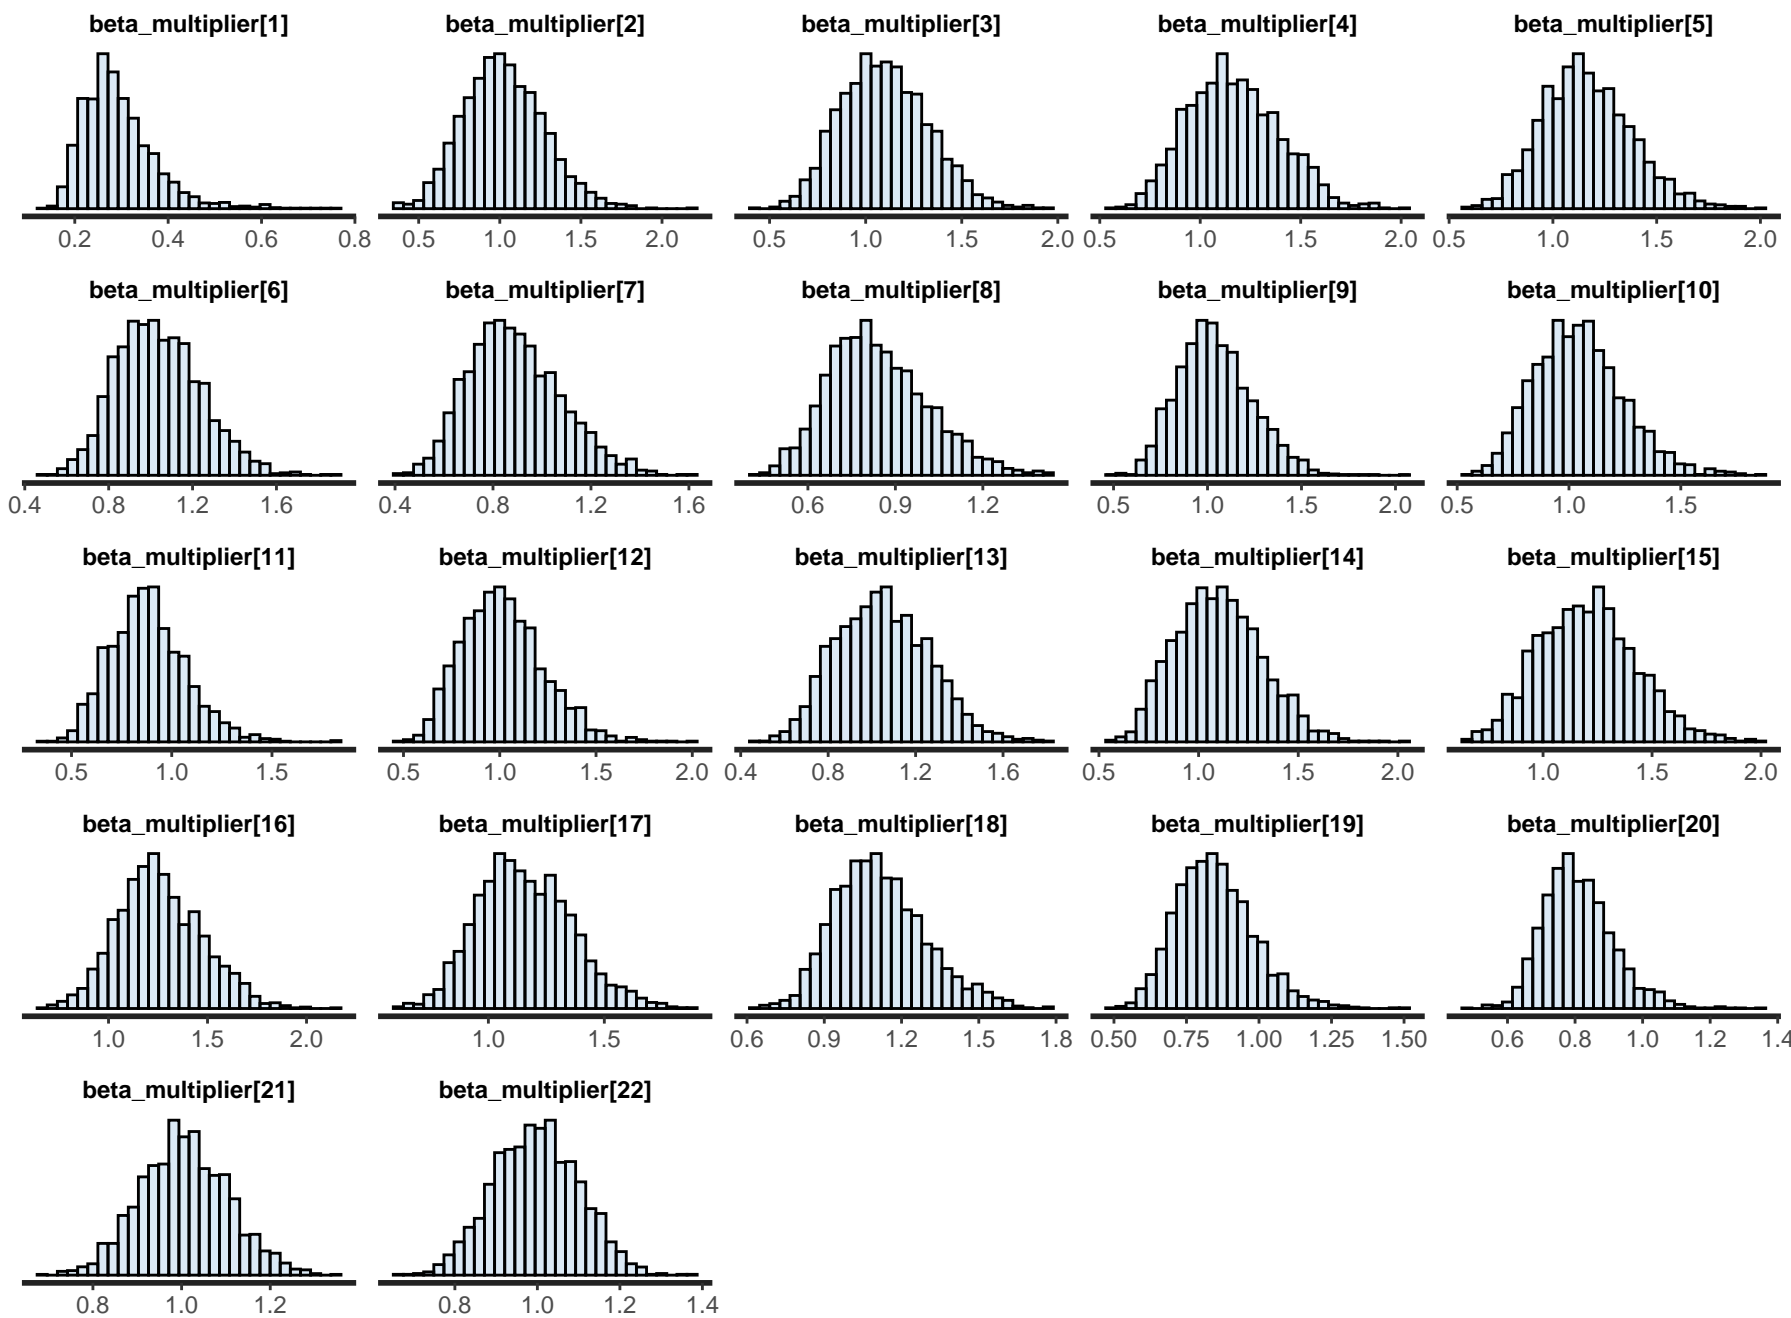 beta_multiplier[1] beta_multiplier[2] beta_multiplier[3] beta_multiplier[4] beta_multiplier[5]
0.2 0.4 0.6 0.8 0.5 1.0 1.5 2.0 0.5 1.0 1.5 2.0 0.5 1.0 1.5 2.0 0.5 1.0 1.5 2.0
beta_multiplier[6] beta_multiplier[7] beta_multiplier[8] beta_multiplier[9] beta_multiplier[10]
0.4 0.8 1.2 1.6 0.4 0.8 1.2 1.6 0.6 0.9 1.2 0.5 1.0 1.5 2.0 0.5 1.0 1.5
beta_multiplier[11] beta_multiplier[12] beta_multiplier[13] beta_multiplier[14] beta_multiplier[15]
0.5 1.0 1.5 0.5 1.0 1.5 2.0 0.4 0.8 1.2 1.6 0.5 1.0 1.5 2.0 1.0 1.5 2.0
beta_multiplier[16] beta_multiplier[17] beta_multiplier[18] beta_multiplier[19] beta_multiplier[20]
1.0 1.5 2.0 1.0 1.5 0.6 0.9 1.2 1.5 1.8 0.50 0.75 1.00 1.25 1.50 0.6 0.8 1.0 1.2 1.4
beta_multiplier[21] beta_multiplier[22]
0.8 1.0 1.2 0.8 1.0 1.2 1.4